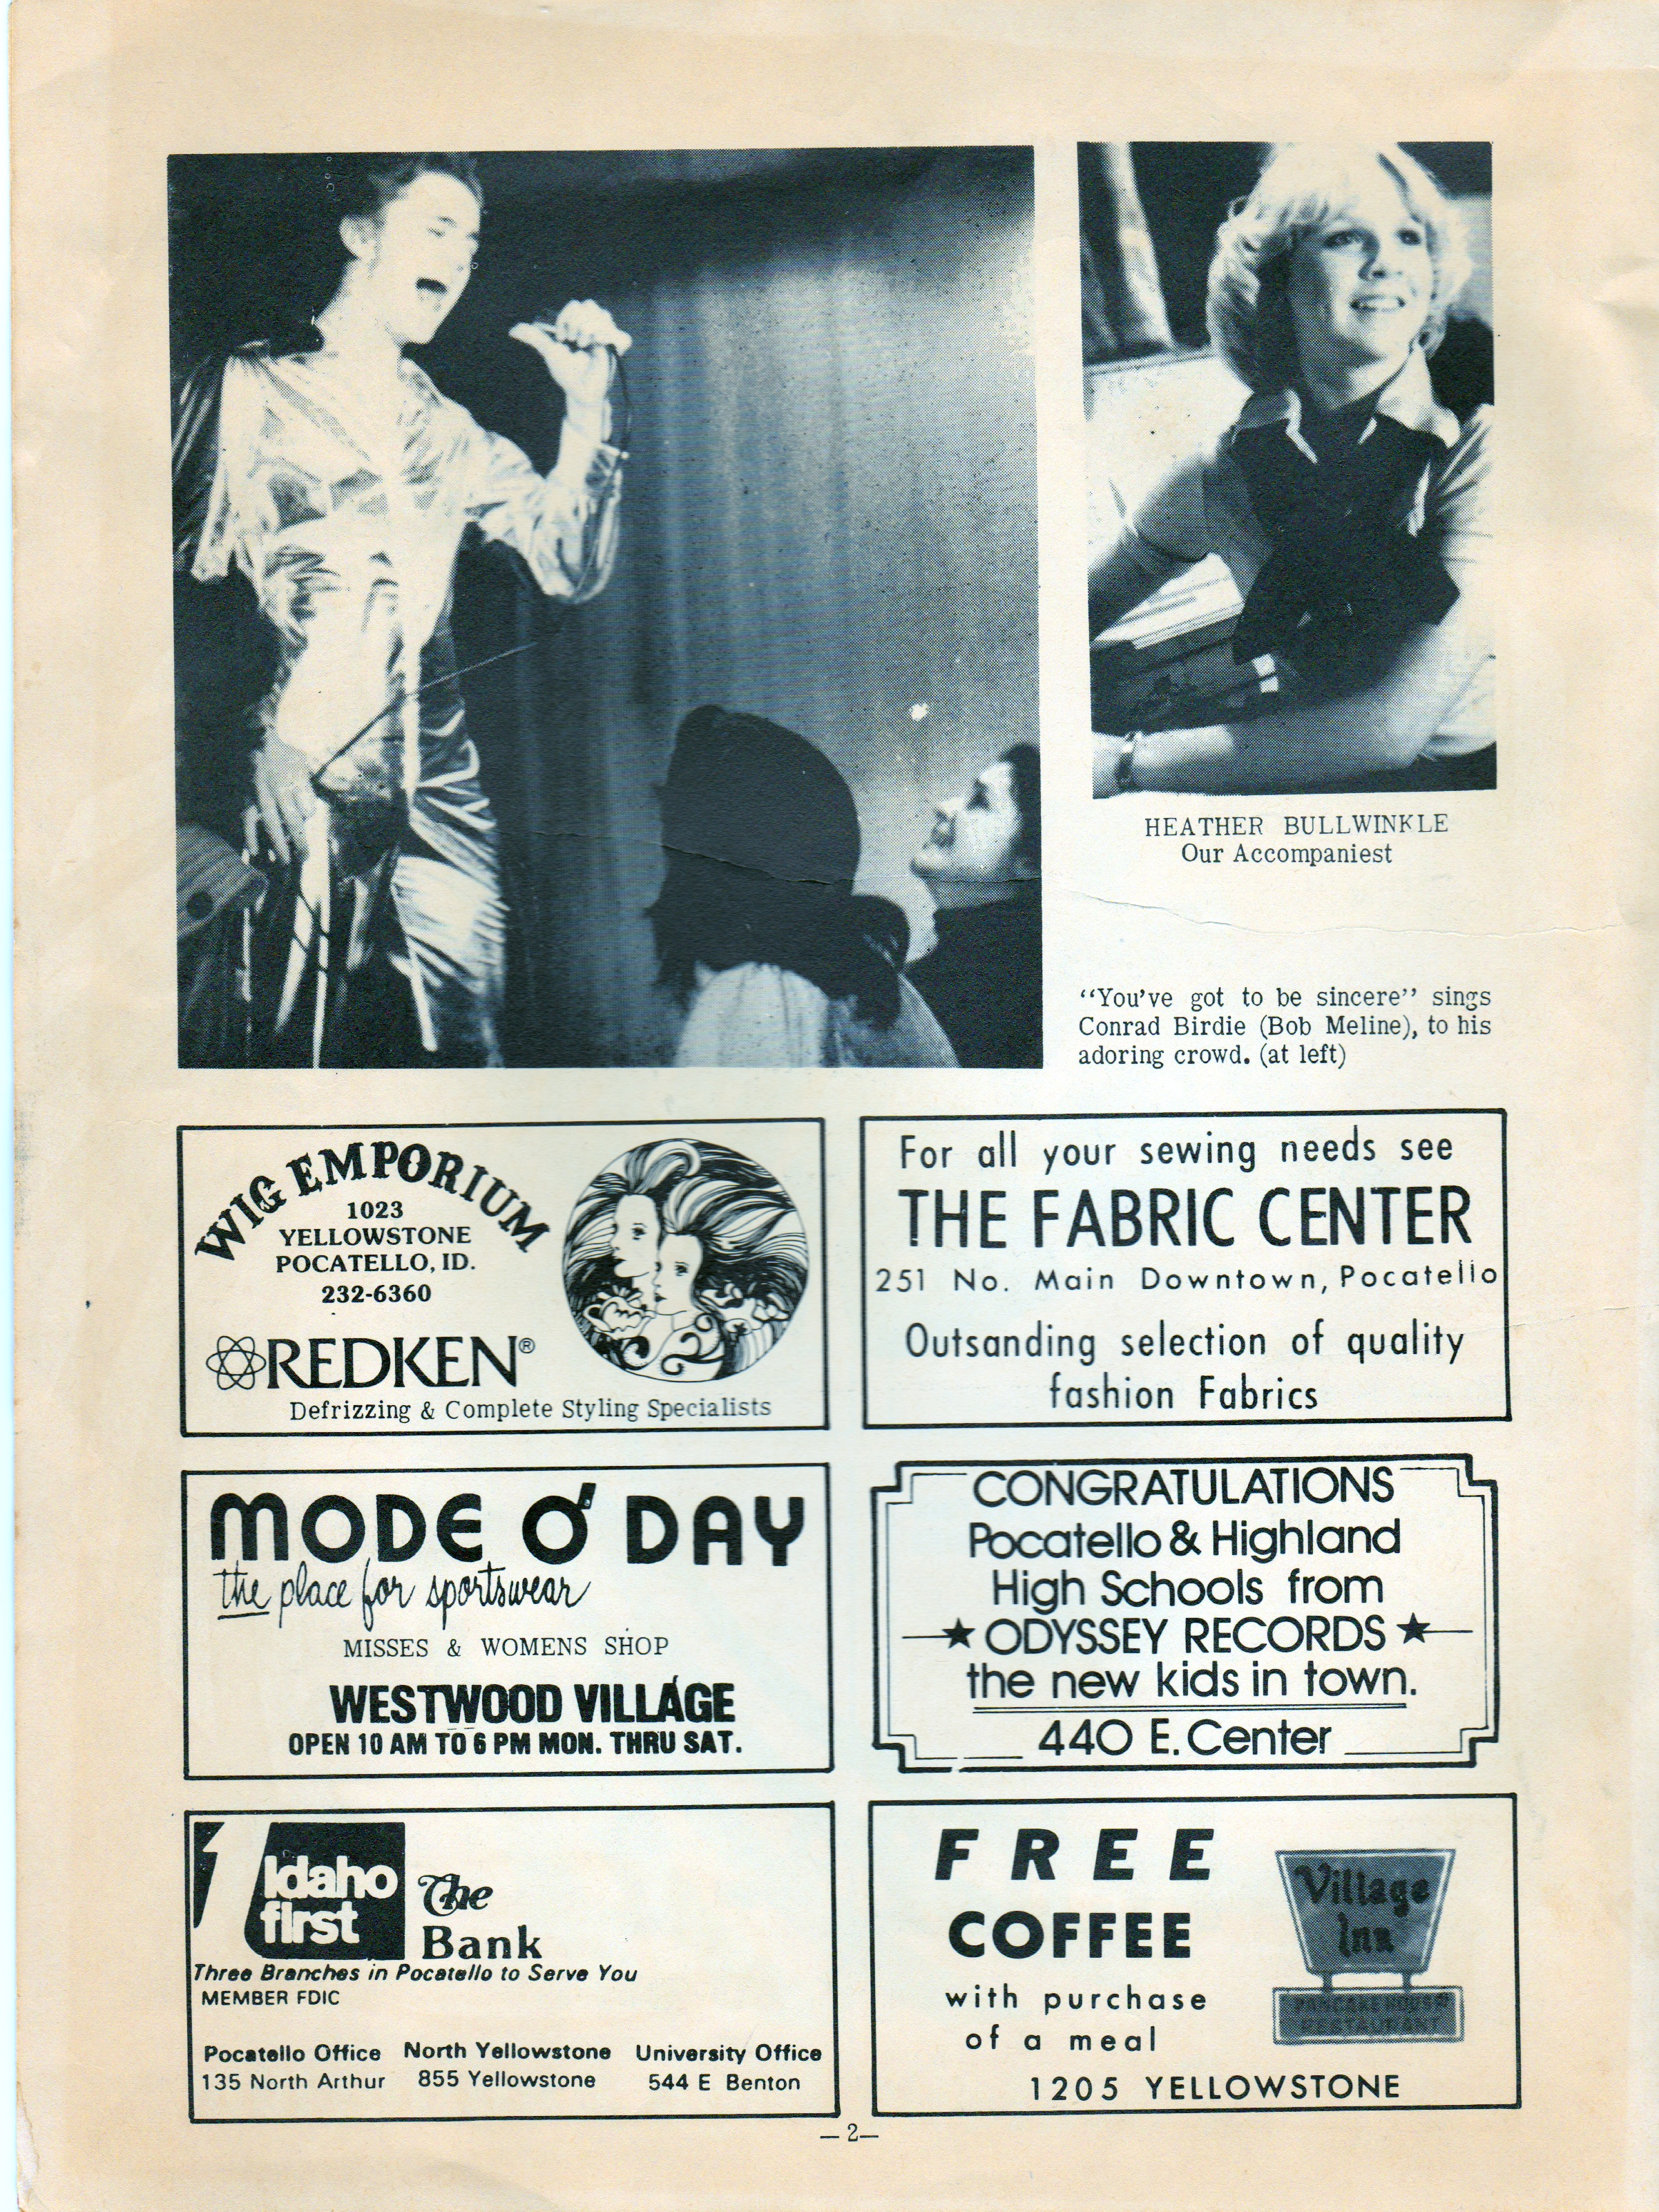 HEATHER BULLWINKLE
Our Accompaniest
“You’ve got to be sincere” sings
Conrad Birdie (Bob Meline), to his
adoring crowd. (at left)
WIG EMPORIUM
1023
YELLOWSTONE
POCATELLO, ID.
232-6360
REDKEN®
Defrizzing & Complete Styling Specialists
For all your sewing needs see
THE FABRIC CENTER
251 No. Main Downtown, Pocatello
Outsanding selection of quality
fashion Fabrics
MODE O' DAY
the place for sportswear
MISSES & WOMENS SHOP
WESTWOOD VILLAGE
OPEN 10 AM TO 6 PM MON. THRU SAT.
CONGRATULATIONS
Pocatello & Highland
High Schools from
ODYSSEY RECORDS
the new kids in town.
440 E. Center
1 Idaho
first
The
Bank
Three Branches in Pocatello to Serve You
MEMBER FDIC
Pocatello Office North Yellowstone University Office
135 North Arthur 855 Yellowstone 544 E Benton
FREE
COFFEE
with purchase
of a meal
Village
Inn
PANCAKE HOUSE
RESTAURANT
1205 YELLOWSTONE
— 2 —